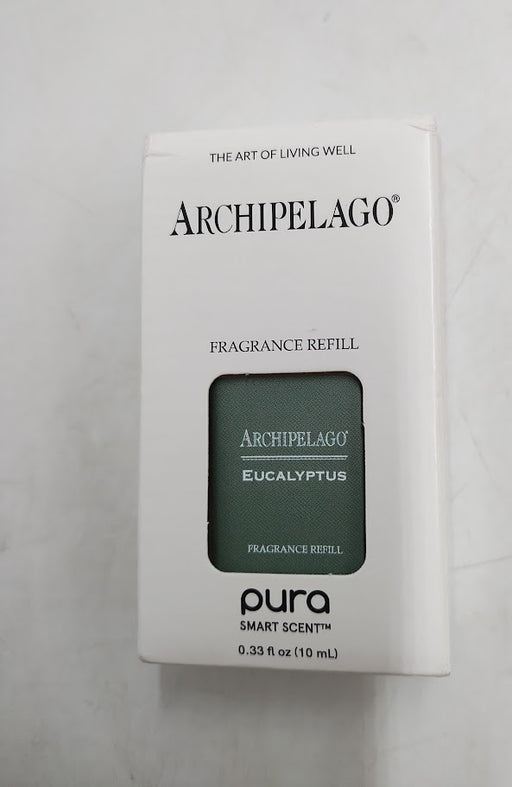 THE ART OF LIVING WELL
ARCHIPELAGO®
FRAGRANCE REFILL
ARCHIPELAGO®
EUCALYPTUS
FRAGRANCE REFILL
pura
SMART SCENT™
0.33 fl oz (10 mL)